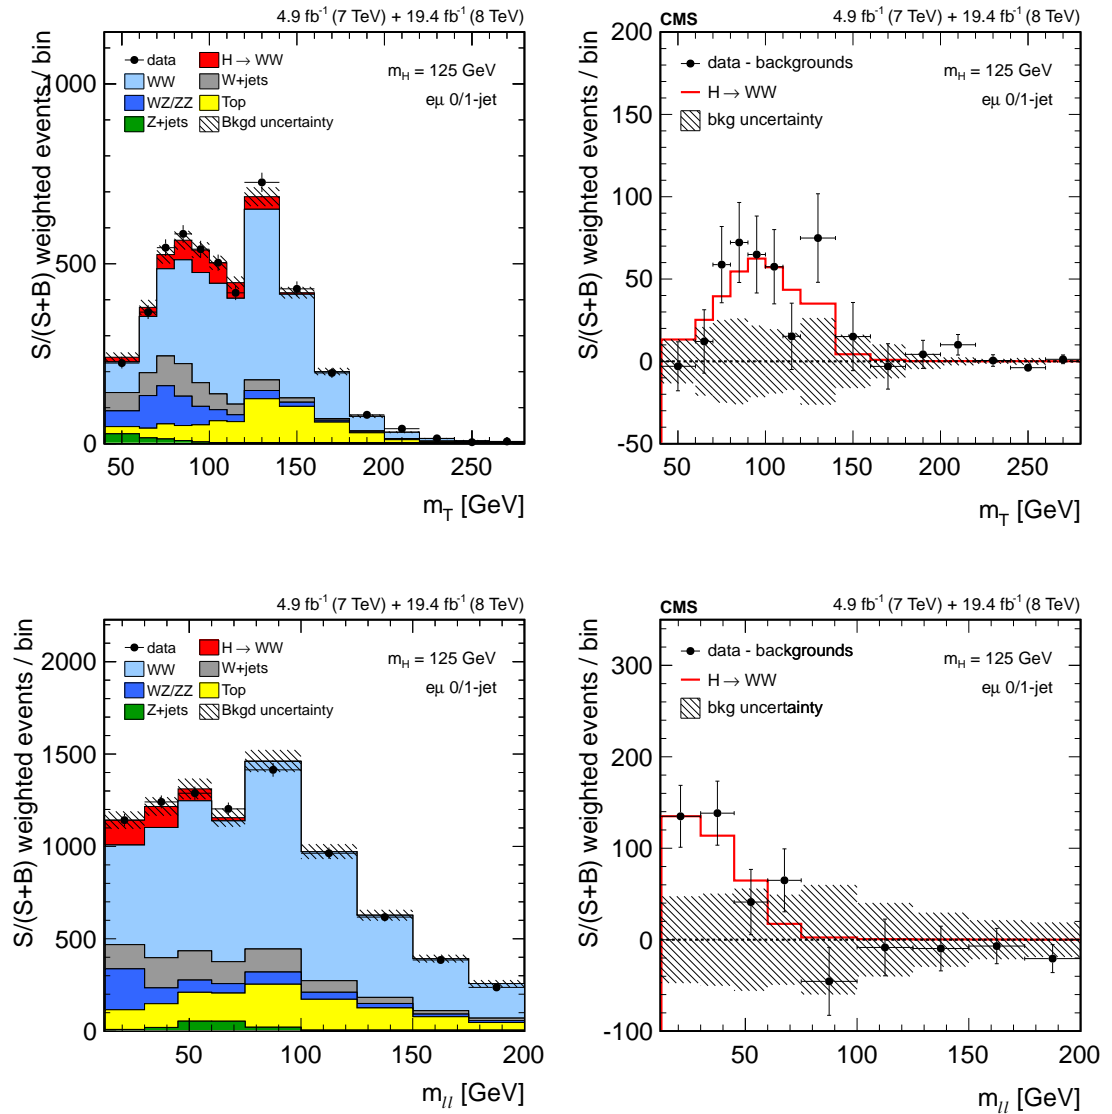 4.9 fb⁻¹ (7 TeV) + 19.4 fb⁻¹ (8 TeV)
S/(S+B) weighted events / bin
1000
500
0
data
H → WW
WW
W+jets
WZ/ZZ
Top
Z+jets
Bkgd uncertainty
m_H = 125 GeV
eμ 0/1-jet
50 100 150 200 250
m_T [GeV]
CMS 4.9 fb⁻¹ (7 TeV) + 19.4 fb⁻¹ (8 TeV)
S/(S+B) weighted events / bin
200
150
100
50
0
-50
data - backgrounds
H → WW
bkg uncertainty
m_H = 125 GeV
eμ 0/1-jet
50 100 150 200 250
m_T [GeV]
4.9 fb⁻¹ (7 TeV) + 19.4 fb⁻¹ (8 TeV)
S/(S+B) weighted events / bin
2000
1500
1000
500
0
data
H → WW
WW
W+jets
WZ/ZZ
Top
Z+jets
Bkgd uncertainty
m_H = 125 GeV
eμ 0/1-jet
50 100 150 200
m_ll [GeV]
CMS 4.9 fb⁻¹ (7 TeV) + 19.4 fb⁻¹ (8 TeV)
S/(S+B) weighted events / bin
300
200
100
0
-100
data - backgrounds
H → WW
bkg uncertainty
m_H = 125 GeV
eμ 0/1-jet
50 100 150 200
m_ll [GeV]